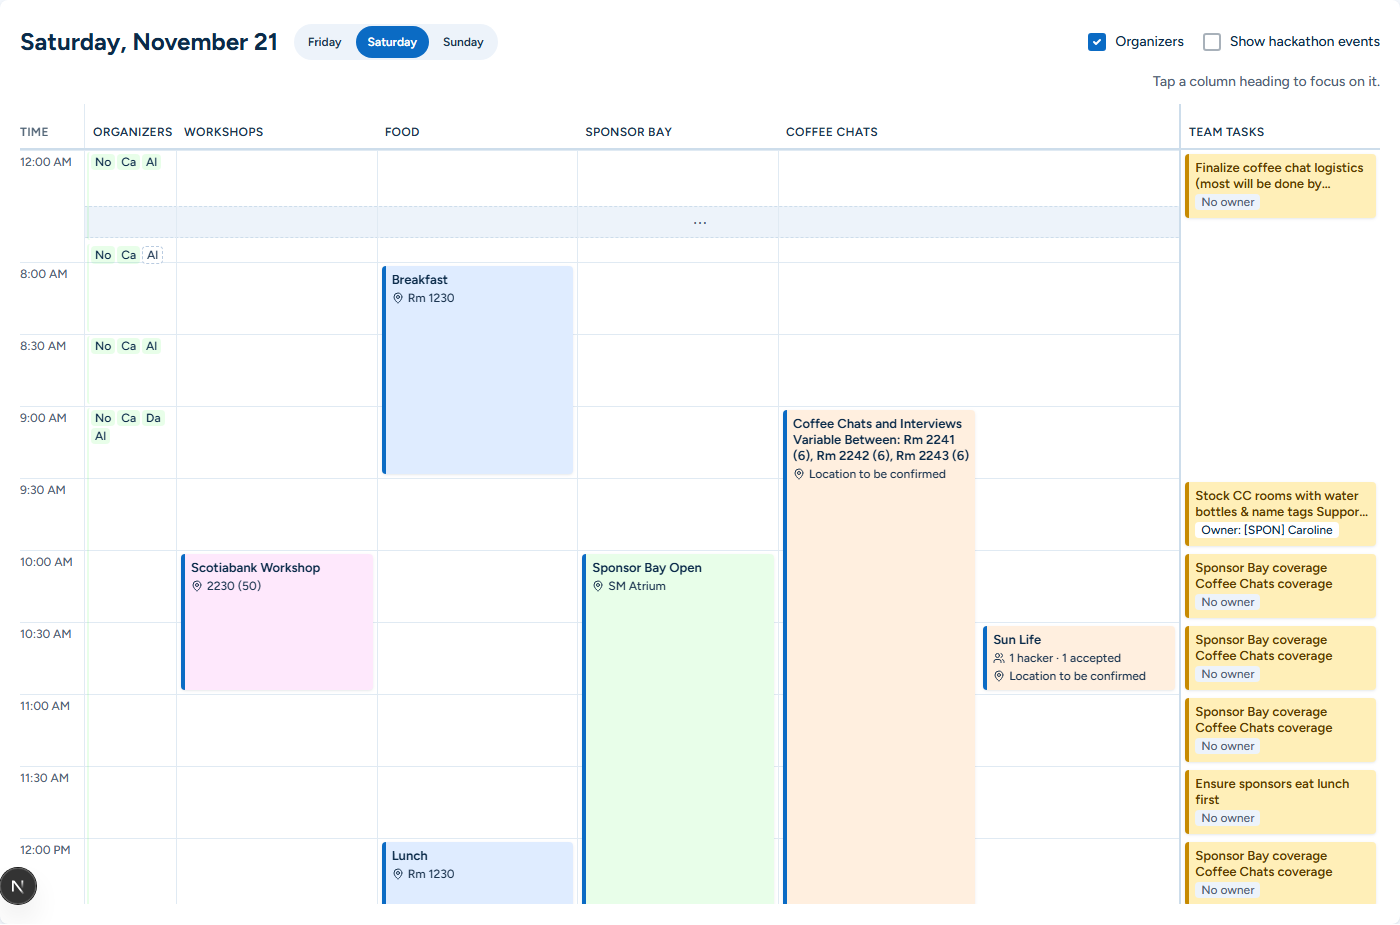 Saturday, November 21
Friday
Saturday
Sunday
Organizers
Show hackathon events
Tap a column heading to focus on it.
TIME
ORGANIZERS
WORKSHOPS
FOOD
SPONSOR BAY
COFFEE CHATS
TEAM TASKS
12:00 AM
No Ca Al
Finalize coffee chat logistics
(most will be done by...
No owner
...
No Ca Al
8:00 AM
Breakfast
Rm 1230
8:30 AM
No Ca Al
9:00 AM
No Ca Da
Al
Coffee Chats and Interviews
Variable Between: Rm 2241
(6), Rm 2242 (6), Rm 2243 (6)
Location to be confirmed
9:30 AM
Stock CC rooms with water
bottles & name tags Suppor...
Owner: [SPON] Caroline
10:00 AM
Scotiabank Workshop
2230 (50)
Sponsor Bay Open
SM Atrium
Sponsor Bay coverage
Coffee Chats coverage
No owner
10:30 AM
Sun Life
1 hacker · 1 accepted
Location to be confirmed
Sponsor Bay coverage
Coffee Chats coverage
No owner
11:00 AM
Sponsor Bay coverage
Coffee Chats coverage
No owner
11:30 AM
Ensure sponsors eat lunch
first
No owner
12:00 PM
Lunch
Rm 1230
Sponsor Bay coverage
Coffee Chats coverage
No owner
N